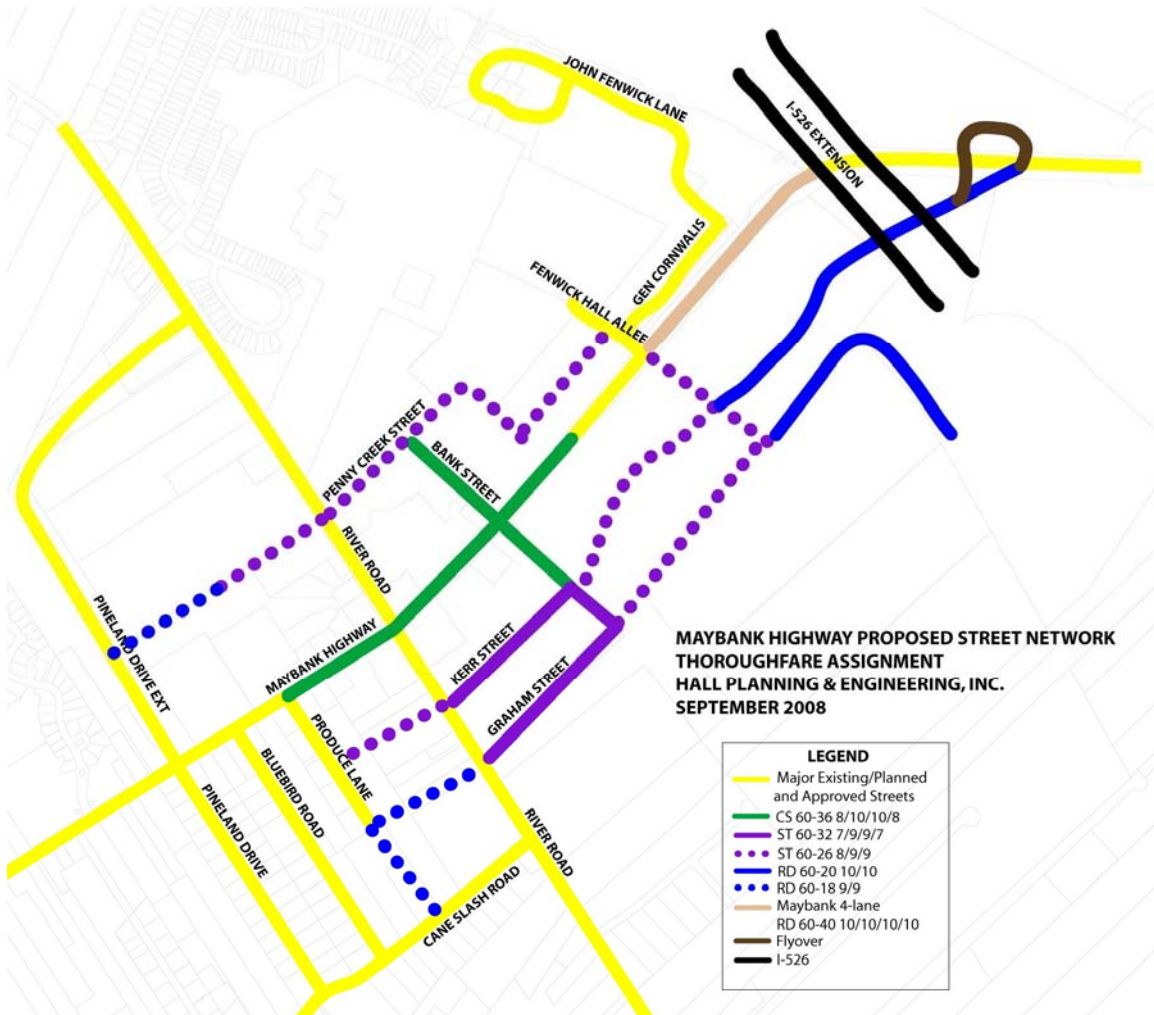 JOHN FENWICK LANE
I-526 EXTENSION
GEN CORNWALIS
FENWICK HALL ALLEE
PENNY CREEK STREET
BANK STREET
RIVER ROAD
PINELAND DRIVE EXT
MAYBANK HIGHWAY
KERR STREET
GRAHAM STREET
PRODUCE LANE
BLUEBIRD ROAD
PINELAND DRIVE
RIVER ROAD
CANE SLASH ROAD
MAYBANK HIGHWAY PROPOSED STREET NETWORK
THOROUGHFARE ASSIGNMENT
HALL PLANNING & ENGINEERING, INC.
SEPTEMBER 2008
LEGEND
Major Existing/Planned
and Approved Streets
CS 60-36 8/10/10/8
ST 60-32 7/9/9/7
ST 60-26 8/9/9
RD 60-20 10/10
RD 60-18 9/9
Maybank 4-lane
RD 60-40 10/10/10/10
Flyover
I-526